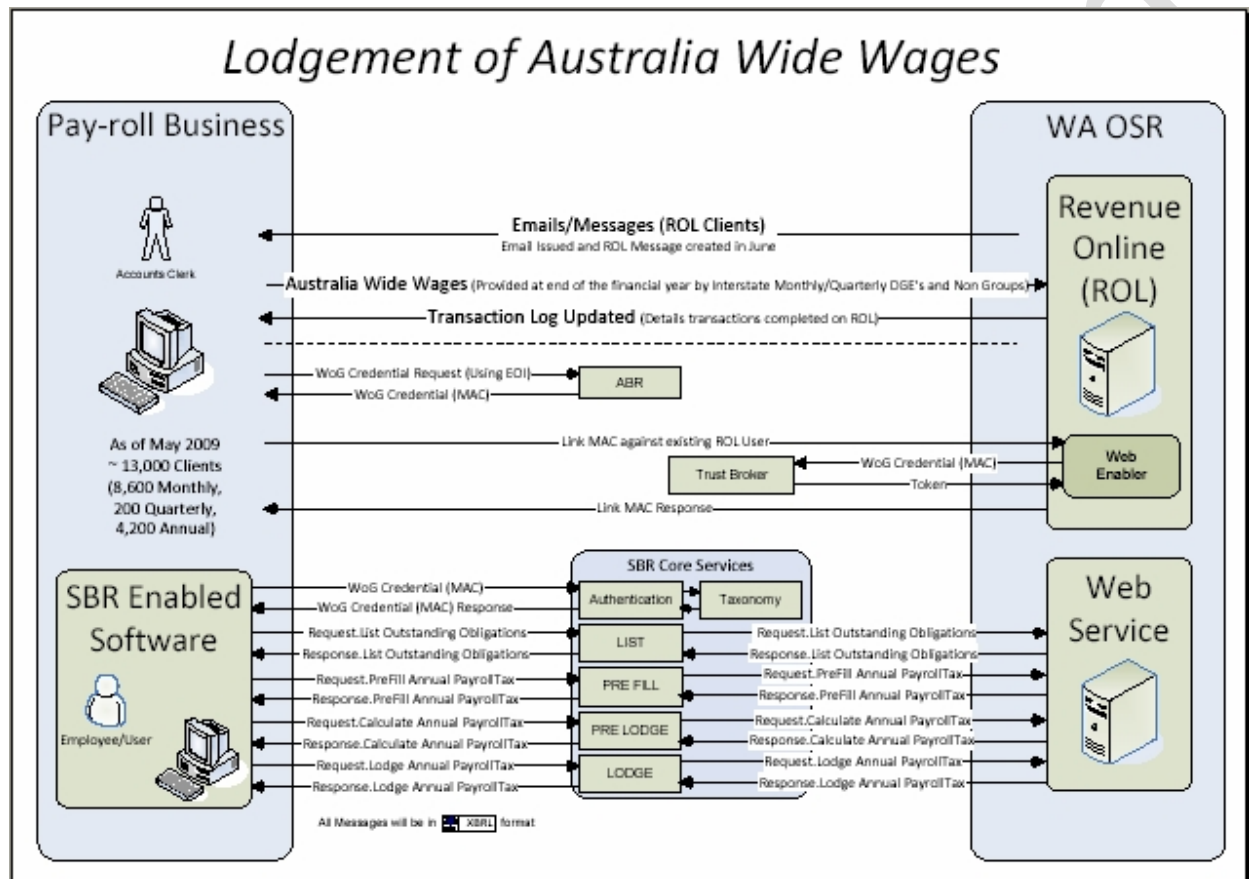 Lodgement of Australia Wide Wages
Pay-roll Business
WA OSR
Accounts Clerk
Revenue
Online
(ROL)
Emails/Messages (ROL Clients)
Email Issued and ROL Message created in June
Australia Wide Wages (Provided at end of the financial year by Interstate Monthly/Quarterly DGE's and Non Groups)
Transaction Log Updated (Details transactions completed on ROL)
WoG Credential Request (Using EOI)
ABR
WoG Credential (MAC)
As of May 2009
~ 13,000 Clients
(8,600 Monthly,
200 Quarterly,
4,200 Annual)
Link MAC against existing ROL User
Trust Broker
WoG Credential (MAC)
Token
Web
Enabler
Link MAC Response
SBR Enabled
Software
Employee/User
SBR Core Services
Web
Service
WoG Credential (MAC)
WoG Credential (MAC) Response
Authentication
Taxonomy
Request.List Outstanding Obligations
LIST
Request.List Outstanding Obligations
Response.List Outstanding Obligations
Response.List Outstanding Obligations
Request.PreFill Annual PayrollTax
PRE FILL
Request.PreFill Annual PayrollTax
Response.PreFill Annual PayrollTax
Response.PreFill Annual PayrollTax
Request.Calculate Annual PayrollTax
PRE LODGE
Request.Calculate Annual PayrollTax
Response.Calculate Annual PayrollTax
Response.Calculate Annual PayrollTax
Request.Lodge Annual PayrollTax
LODGE
Request.Lodge Annual PayrollTax
Response.Lodge Annual PayrollTax
Response.Lodge Annual PayrollTax
All Messages will be in XBRL format